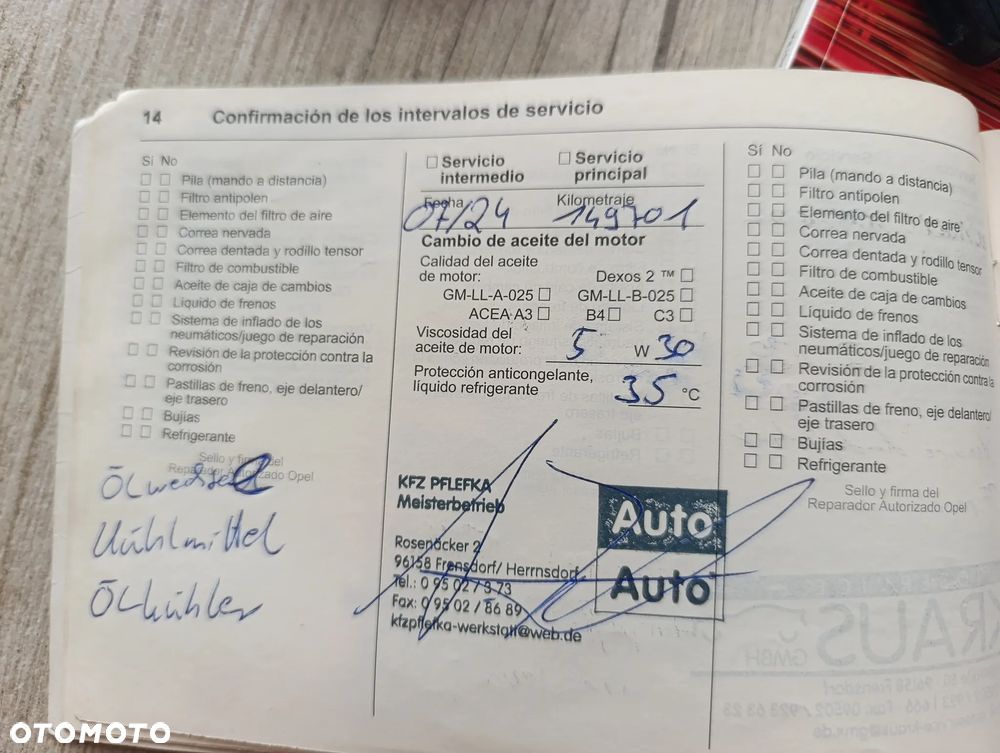 14 Confirmación de los intervalos de servicio
Sí No
Pila (mando a distancia)
Filtro antipolen
Elemento del filtro de aire
Correa nervada
Correa dentada y rodillo tensor
Filtro de combustible
Aceite de caja de cambios
Líquido de frenos
Sistema de inflado de los
neumáticos/juego de reparación
Revisión de la protección contra la
corrosión
Pastillas de freno, eje delantero/
eje trasero
Bujías
Refrigerante
Sello y firma del
Reparador Autorizado Opel
Ölwechsel
Kühlmittel
Ölkühler
Servicio
intermedio
Servicio
principal
Fecha Kilometraje
07/24 149701
Cambio de aceite del motor
Calidad del aceite
de motor: Dexos 2 ™
GM-LL-A-025 GM-LL-B-025
ACEA A3 B4 C3
Viscosidad del
aceite de motor: 5 W 30
Protección anticongelante,
líquido refrigerante 35 °C
KFZ PFLEFKA
Meisterbetrieb
Rosenäcker 2
96158 Frensdorf/ Herrnsdorf
Tel.: 0 95 02 / 3 73
Fax: 0 95 02 / 86 89
kfzpflefka-werkstatt@web.de
Auto
Auto
Sí No
Pila (mando a distancia)
Filtro antipolen
Elemento del filtro de aire
Correa nervada
Correa dentada y rodillo tensor
Filtro de combustible
Aceite de caja de cambios
Líquido de frenos
Sistema de inflado de los
neumáticos/juego de reparación
Revisión de la protección contra la
corrosión
Pastillas de freno, eje delantero/
eje trasero
Bujías
Refrigerante
Sello y firma del
Reparador Autorizado Opel
OTOMOTO